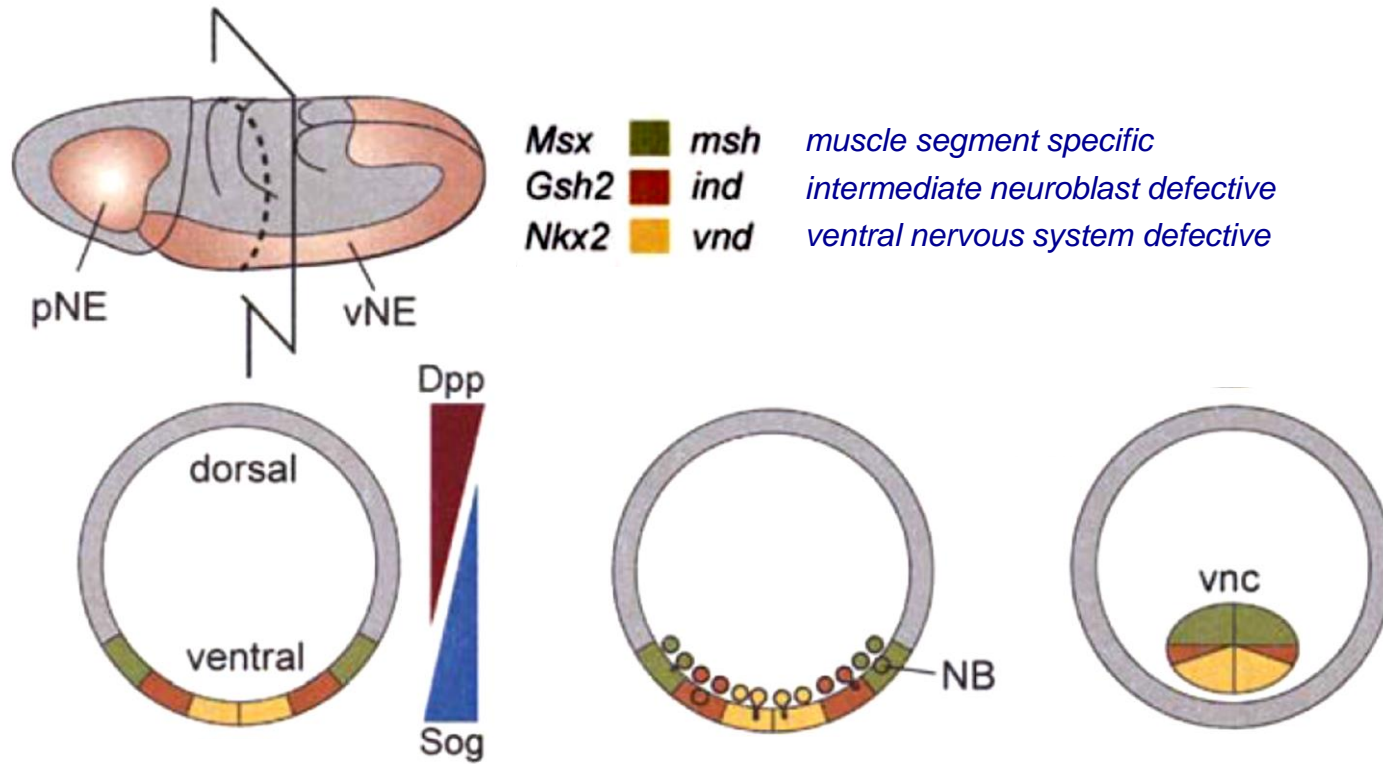 Msx msh muscle segment specific
Gsh2 ind intermediate neuroblast defective
Nkx2 vnd ventral nervous system defective
pNE
vNE
Dpp
dorsal
ventral
Sog
NB
vnc